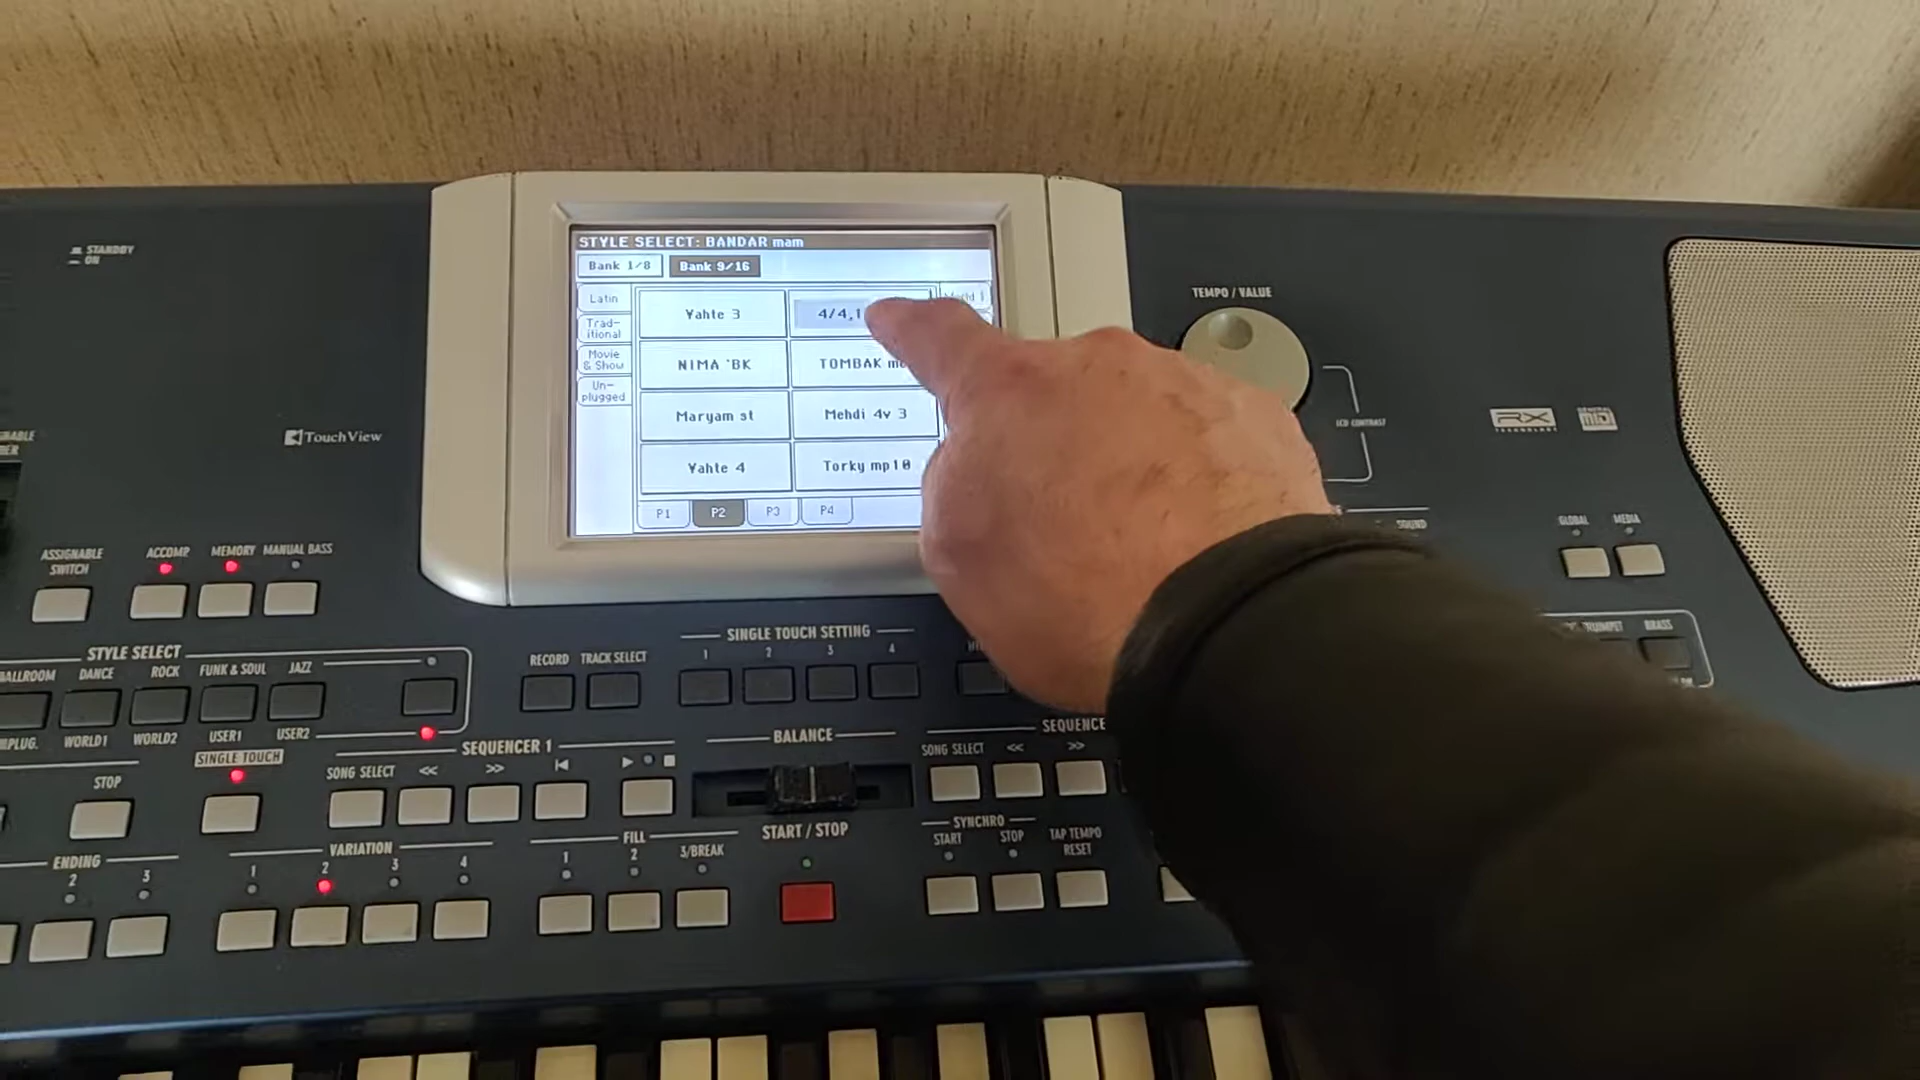 STANDBY
ON
STYLE SELECT: BANDAR mam
Bank 1/8 Bank 9/16
Latin
Trad-
itional
Movie
& Show
Un-
plugged
Yahte 3 4/4,1
NIMA 'BK TOMBAK
Maryam st Mehdi 4v 3
Yahte 4 Torky mp10
P1 P2 P3 P4
TEMPO / VALUE
LCD CONTRAST
RX
TECHNOLOGY
TouchView
ASSIGNABLE
SWITCH
ACCOMP. MEMORY MANUAL BASS
SOUND
GLOBAL MEDIA
TRUMPET BRASS
STYLE SELECT
BALLROOM DANCE ROCK FUNK & SOUL JAZZ
UNPLUG. WORLD1 WORLD2 USER1 USER2
RECORD TRACK SELECT
SINGLE TOUCH SETTING
1 2 3 4
STOP
SINGLE TOUCH
SEQUENCER 1
SONG SELECT << >>
BALANCE
SEQUENCE
SONG SELECT << >>
ENDING
2 3
VARIATION
1 2 3 4
FILL
1 2 3/BREAK
START / STOP
SYNCHRO
START STOP
TAP TEMPO
RESET